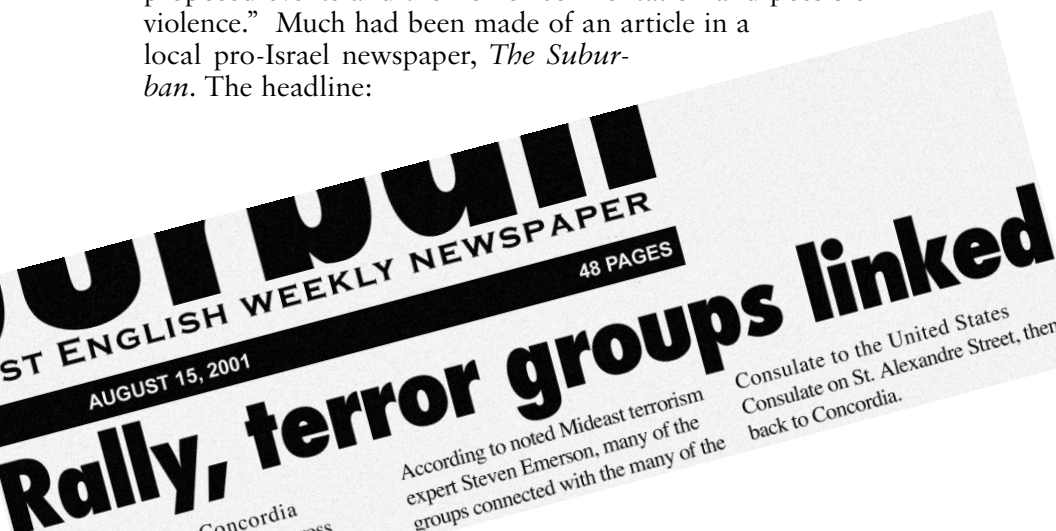 violence.” Much had been made of an article in a
local pro-Israel newspaper, The Subur-
ban. The headline:
ENGLISH WEEKLY NEWSPAPER
48 PAGES
AUGUST 15, 2001
Rally, terror groups linked
Concordia
According to noted Mideast terrorism
expert Steven Emerson, many of the
groups connected with the many of the
Consulate to the United States
Consulate on St. Alexandre Street, then
back to Concordia.